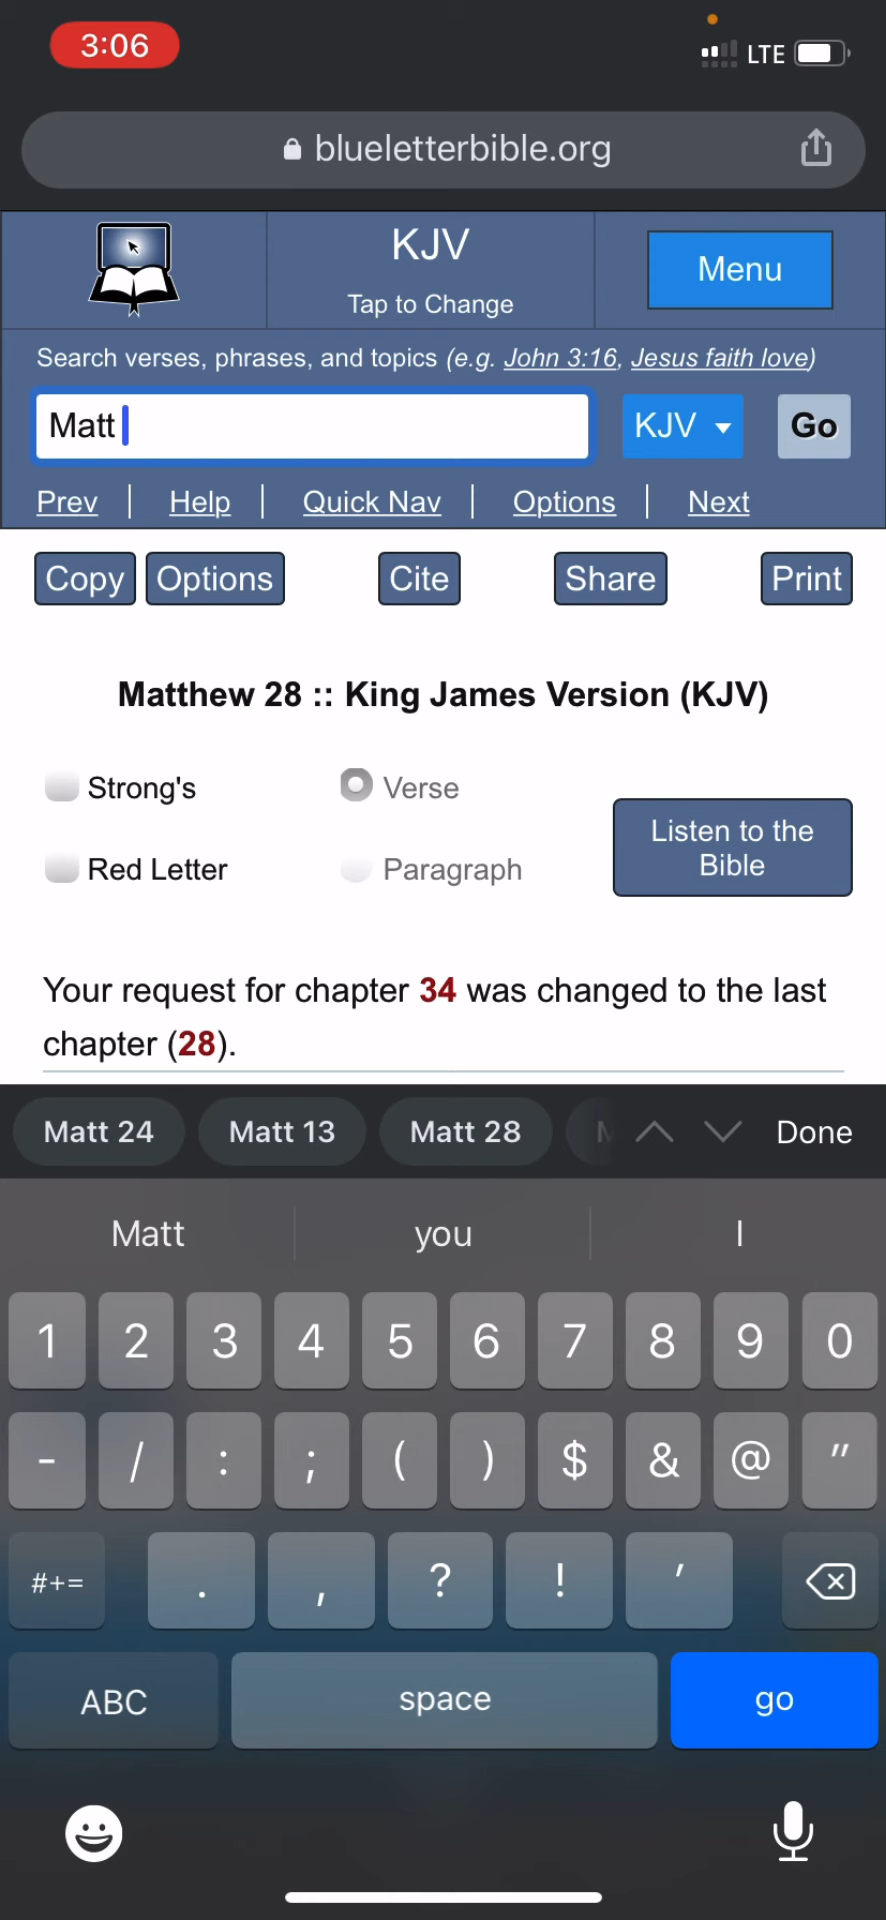 3:06
LTE
blueletterbible.org
KJV
Tap to Change
Menu
Search verses, phrases, and topics (e.g. John 3:16, Jesus faith love)
Matt
KJV
Go
Prev | Help | Quick Nav | Options | Next
Copy
Options
Cite
Share
Print
Matthew 28 :: King James Version (KJV)
Strong's
Verse
Listen to the
Bible
Red Letter
Paragraph
Your request for chapter 34 was changed to the last
chapter (28).
Matt 24
Matt 13
Matt 28
M
Done
Matt
you
I
1 2 3 4 5 6 7 8 9 0
- / : ; ( ) $ & @ "
#+= . , ? ! '
ABC
space
go